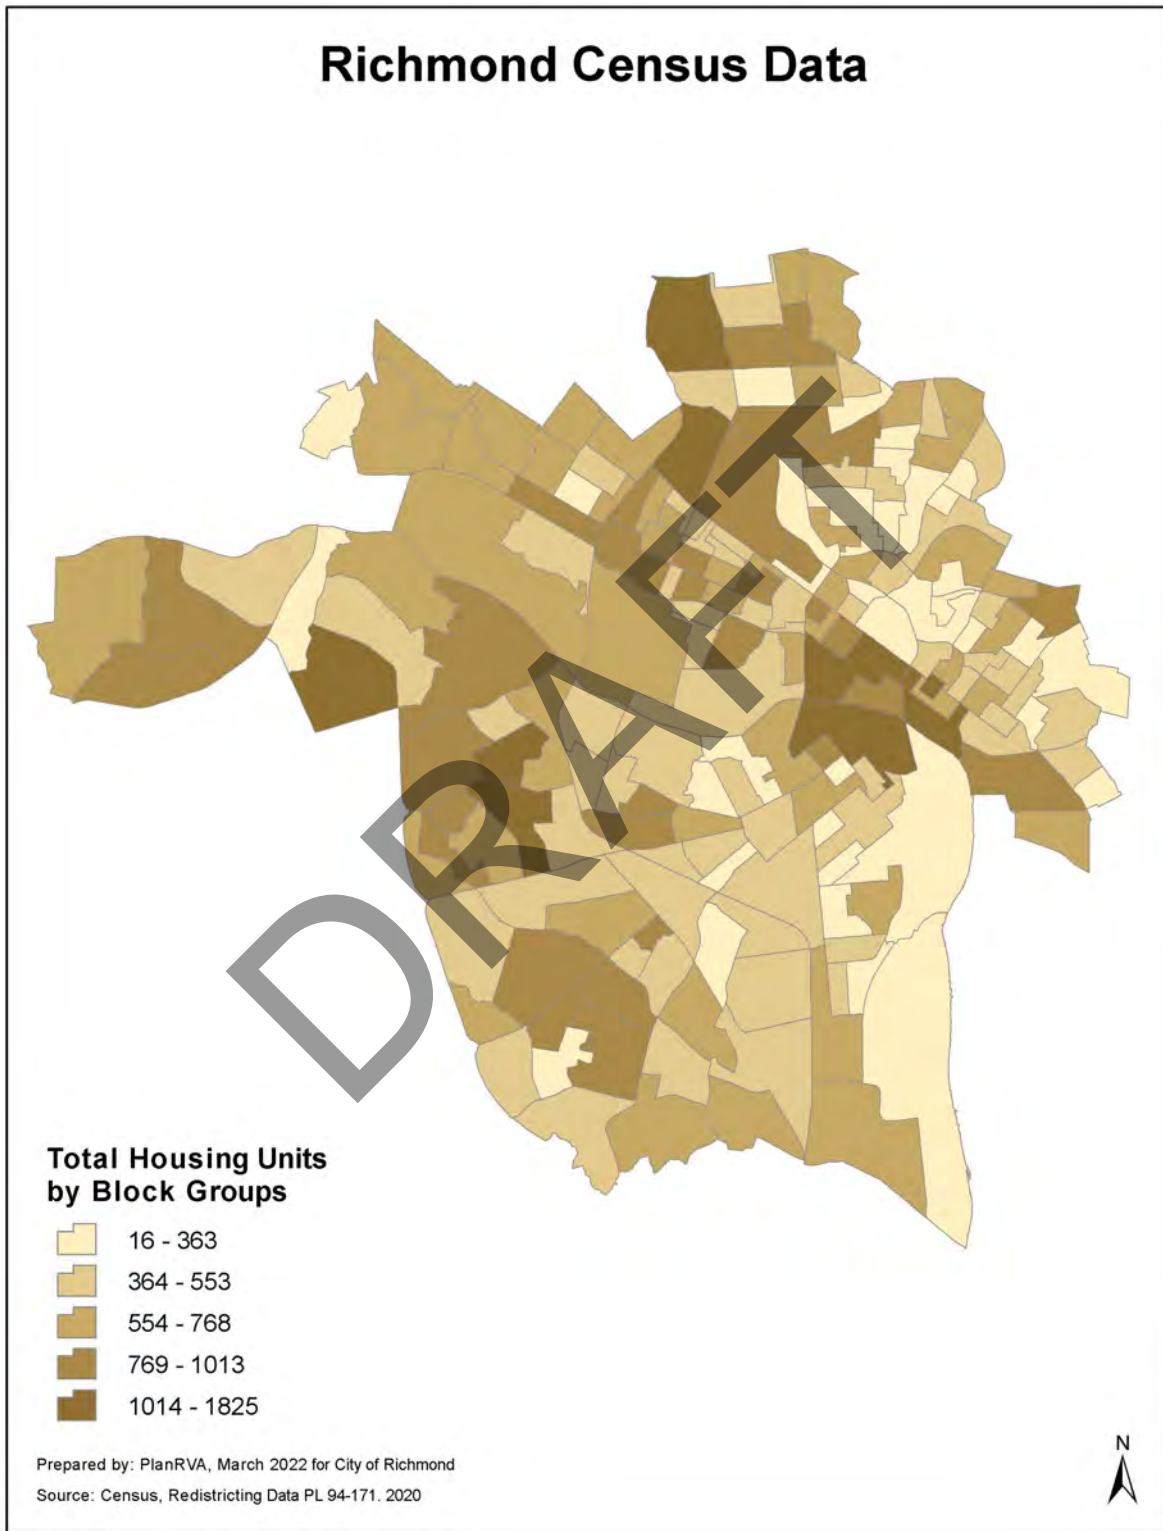 Richmond Census Data
DRAFT
Total Housing Units
by Block Groups
16 - 363
364 - 553
554 - 768
769 - 1013
1014 - 1825
Prepared by: PlanRVA, March 2022 for City of Richmond
Source: Census, Redistricting Data PL 94-171. 2020
N